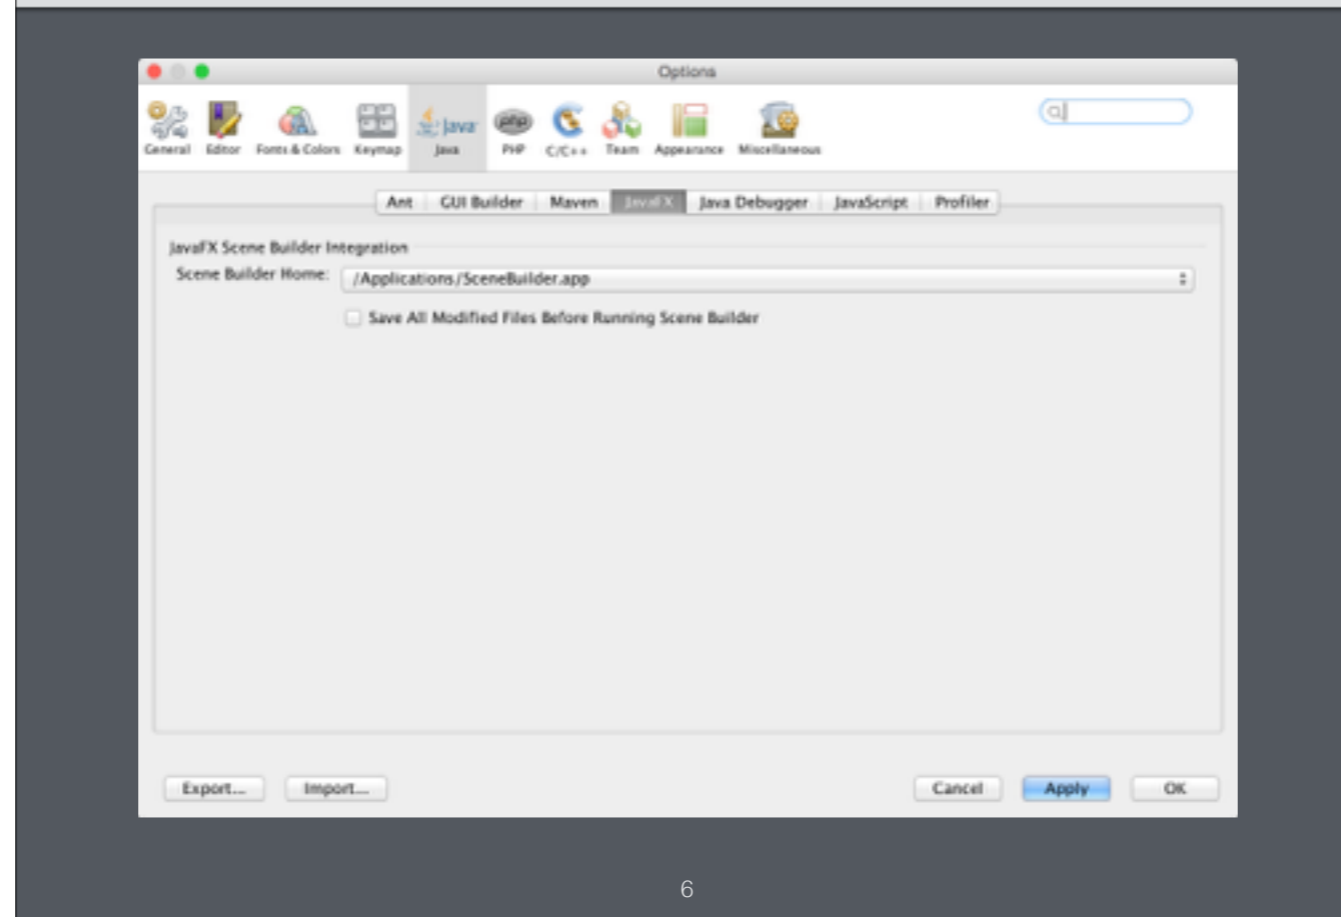 Options
General Editor Fonts & Colors Keymap Java PHP C/C++ Team Appearance Miscellaneous
Ant GUI Builder Maven JavaFX Java Debugger JavaScript Profiler
JavaFX Scene Builder Integration
Scene Builder Home: /Applications/SceneBuilder.app
Save All Modified Files Before Running Scene Builder
Export... Import... Cancel Apply OK
6